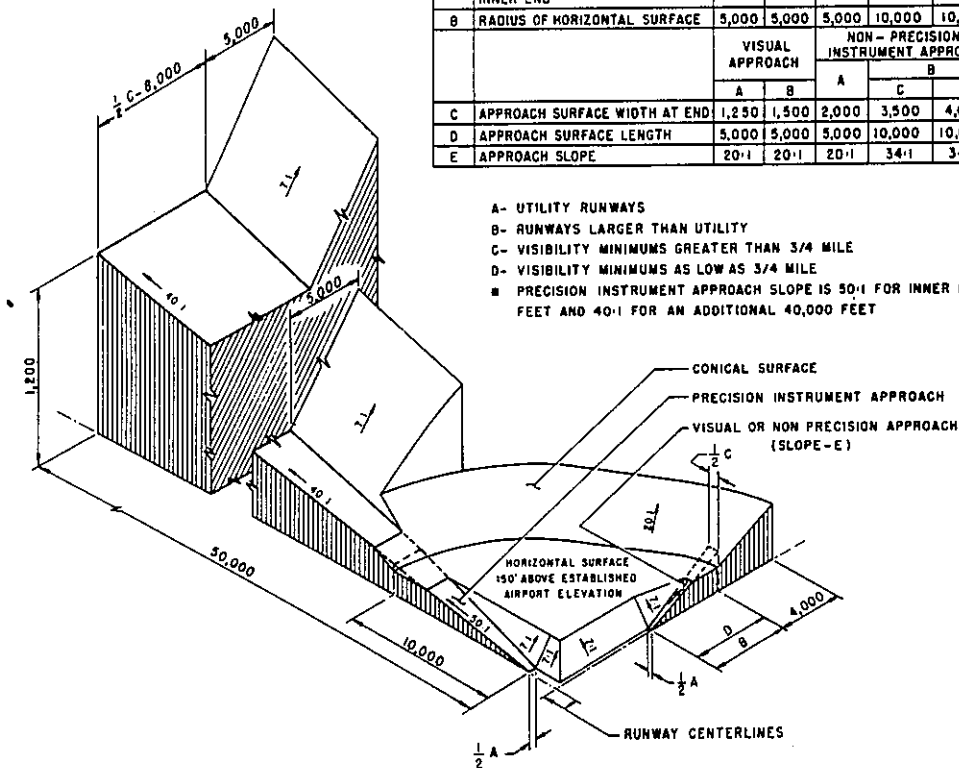 INNER END
B RADIUS OF HORIZONTAL SURFACE 5,000 5,000 5,000 10,000
VISUAL APPROACH
NON-PRECISION
A B A B
C
C APPROACH SURFACE WIDTH AT END 1,250 1,500 2,000 3,500
D APPROACH SURFACE LENGTH 5,000 5,000 5,000 10,000
E APPROACH SLOPE 20:1 20:1 20:1 34:1
A- UTILITY RUNWAYS
B- RUNWAYS LARGER THAN UTILITY
C- VISIBILITY MINIMUMS GREATER THAN 3/4 MILE
D- VISIBILITY MINIMUMS AS LOW AS 3/4 MILE
PRECISION INSTRUMENT APPROACH SLOPE IS 50:1 FOR INNER
FEET AND 40:1 FOR AN ADDITIONAL 40,000 FEET
5,000
1/2 C-8,000
7:1
40:1
5,000
1,200
7:1
40:1
50,000
CONICAL SURFACE
PRECISION INSTRUMENT APPROACH
VISUAL OR NON PRECISION APPROACH
(SLOPE-E)
1/2 C
20:1
HORIZONTAL SURFACE
150' ABOVE ESTABLISHED
AIRPORT ELEVATION
50:1
7:1
7:1
7:1
7:1
4,000
D
B
10,000
1/2 A
1/2 A
RUNWAY CENTERLINES